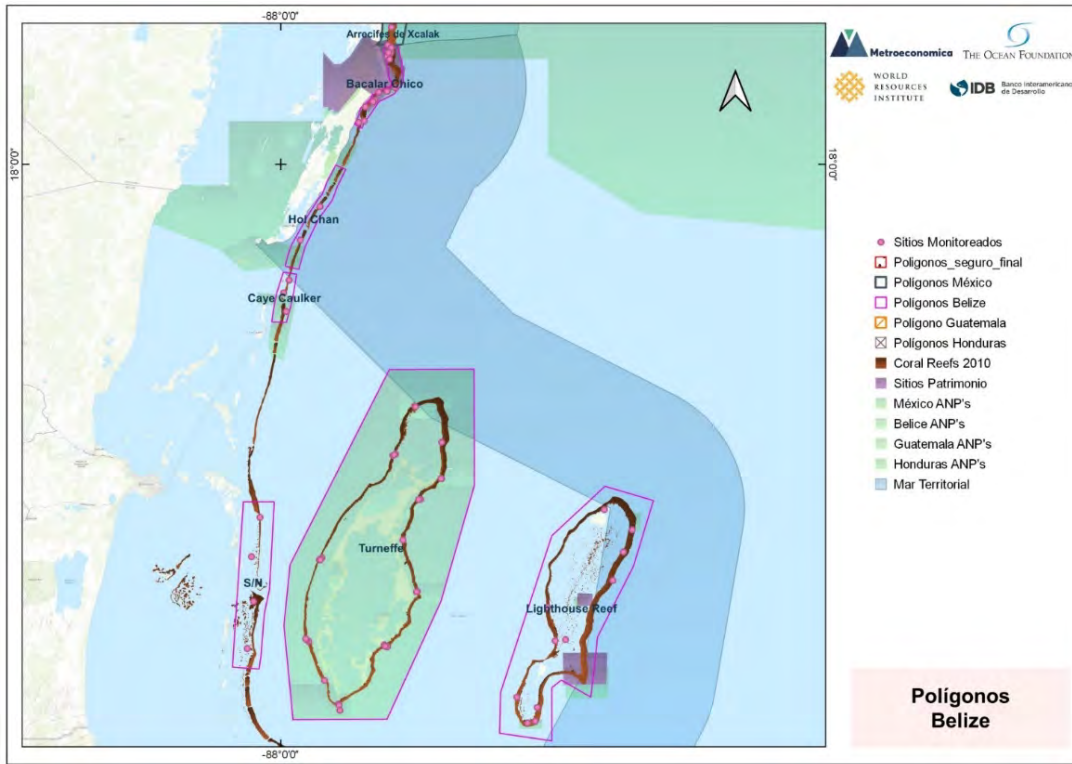 -88°0'0"
Arrecifes de Xcalak
Bacalar Chico
18°0'0"
18°0'0"
Hol Chan
Caye Caulker
Turneffe
S/N
Lighthouse Reef
-88°0'0"
Metroeconomica
THE OCEAN FOUNDATION
WORLD
RESOURCES
INSTITUTE
IDB
Banco Interamericano
de Desarrollo
Sitios Monitoreados
Poligonos_seguro_final
Polígonos México
Polígonos Belize
Polígono Guatemala
Polígonos Honduras
Coral Reefs 2010
Sitios Patrimonio
México ANP's
Belice ANP's
Guatemala ANP's
Honduras ANP's
Mar Territorial
Polígonos
Belize